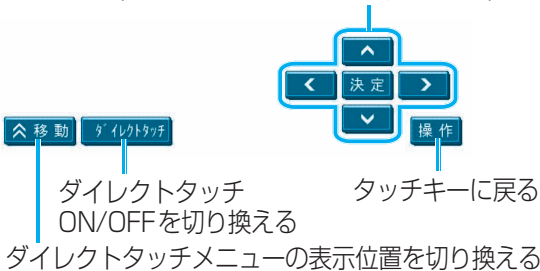 決定
移動 ダイレクトタッチ 操作
ダイレクトタッチ タッチキーに戻る
ON/OFFを切り換える
ダイレクトタッチメニューの表示位置を切り換える